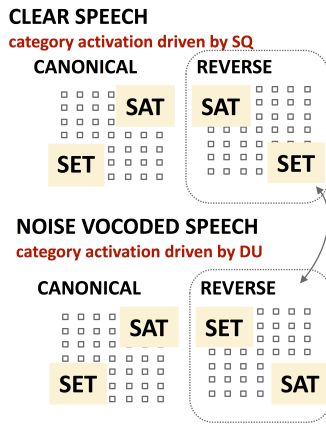 CLEAR SPEECH
category activation driven by SQ
CANONICAL REVERSE
SAT SAT
SET SET
NOISE VOCODED SPEECH
category activation driven by DU
CANONICAL REVERSE
SAT SET
SET SAT